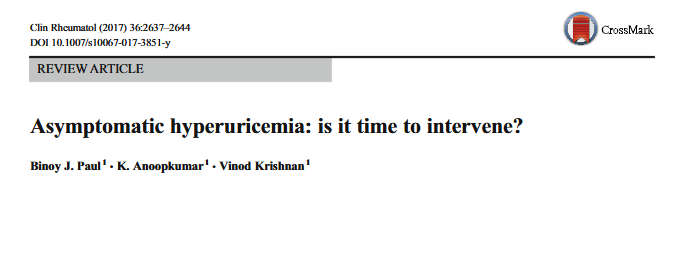 Clin Rheumatol (2017) 36:2637–2644
DOI 10.1007/s10067-017-3851-y
CrossMark
REVIEW ARTICLE
Asymptomatic hyperuricemia: is it time to intervene?
Binoy J. Paul¹ · K. Anoopkumar¹ · Vinod Krishnan¹